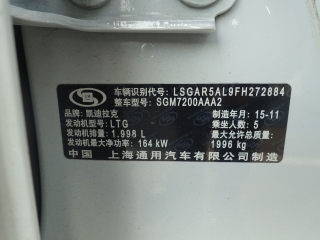 车辆识别代号: LSGAR5AL9FH272884
整车型号: SGM7200AAA2
品牌: 凯迪拉克 制造年月: 15-11
发动机型号: LTG 乘坐人数: 5
发动机排量: 1.998 L 最大允许总质量:
发动机最大净功率: 164 kW 1996 kg
中国 上海通用汽车有限公司制造